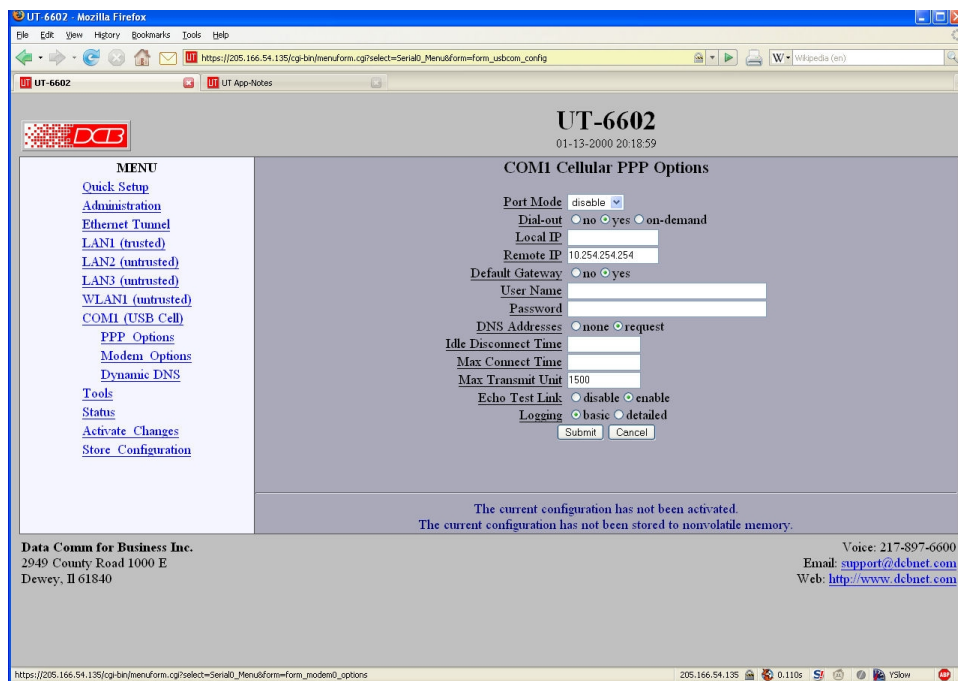 UT-6602 - Mozilla Firefox
File Edit View History Bookmarks Tools Help
https://205.166.54.135/cgi-bin/menuform.cgi?select=Serial0_Menu&form=form_usbcom_config
W Wikipedia (en)
UT UT-6602
UT UT App-Notes
DCB
UT-6602
01-13-2000 20:18:59
MENU
Quick Setup
Administration
Ethernet Tunnel
LAN1 (trusted)
LAN2 (untrusted)
LAN3 (untrusted)
WLAN1 (untrusted)
COM1 (USB Cell)
PPP Options
Modem Options
Dynamic DNS
Tools
Status
Activate Changes
Store Configuration
COM1 Cellular PPP Options
Port Mode disable
Dial-out no yes on-demand
Local IP
Remote IP 10.254.254.254
Default Gateway no yes
User Name
Password
DNS Addresses none request
Idle Disconnect Time
Max Connect Time
Max Transmit Unit 1500
Echo Test Link disable enable
Logging basic detailed
Submit Cancel
The current configuration has not been activated.
The current configuration has not been stored to nonvolatile memory.
Data Comm for Business Inc.
2949 County Road 1000 E
Dewey, Il 61840
Voice: 217-897-6600
Email: support@dcbnet.com
Web: http://www.dcbnet.com
https://205.166.54.135/cgi-bin/menuform.cgi?select=Serial0_Menu&form=form_modem0_options
205.166.54.135 0.110s YSlow ABP